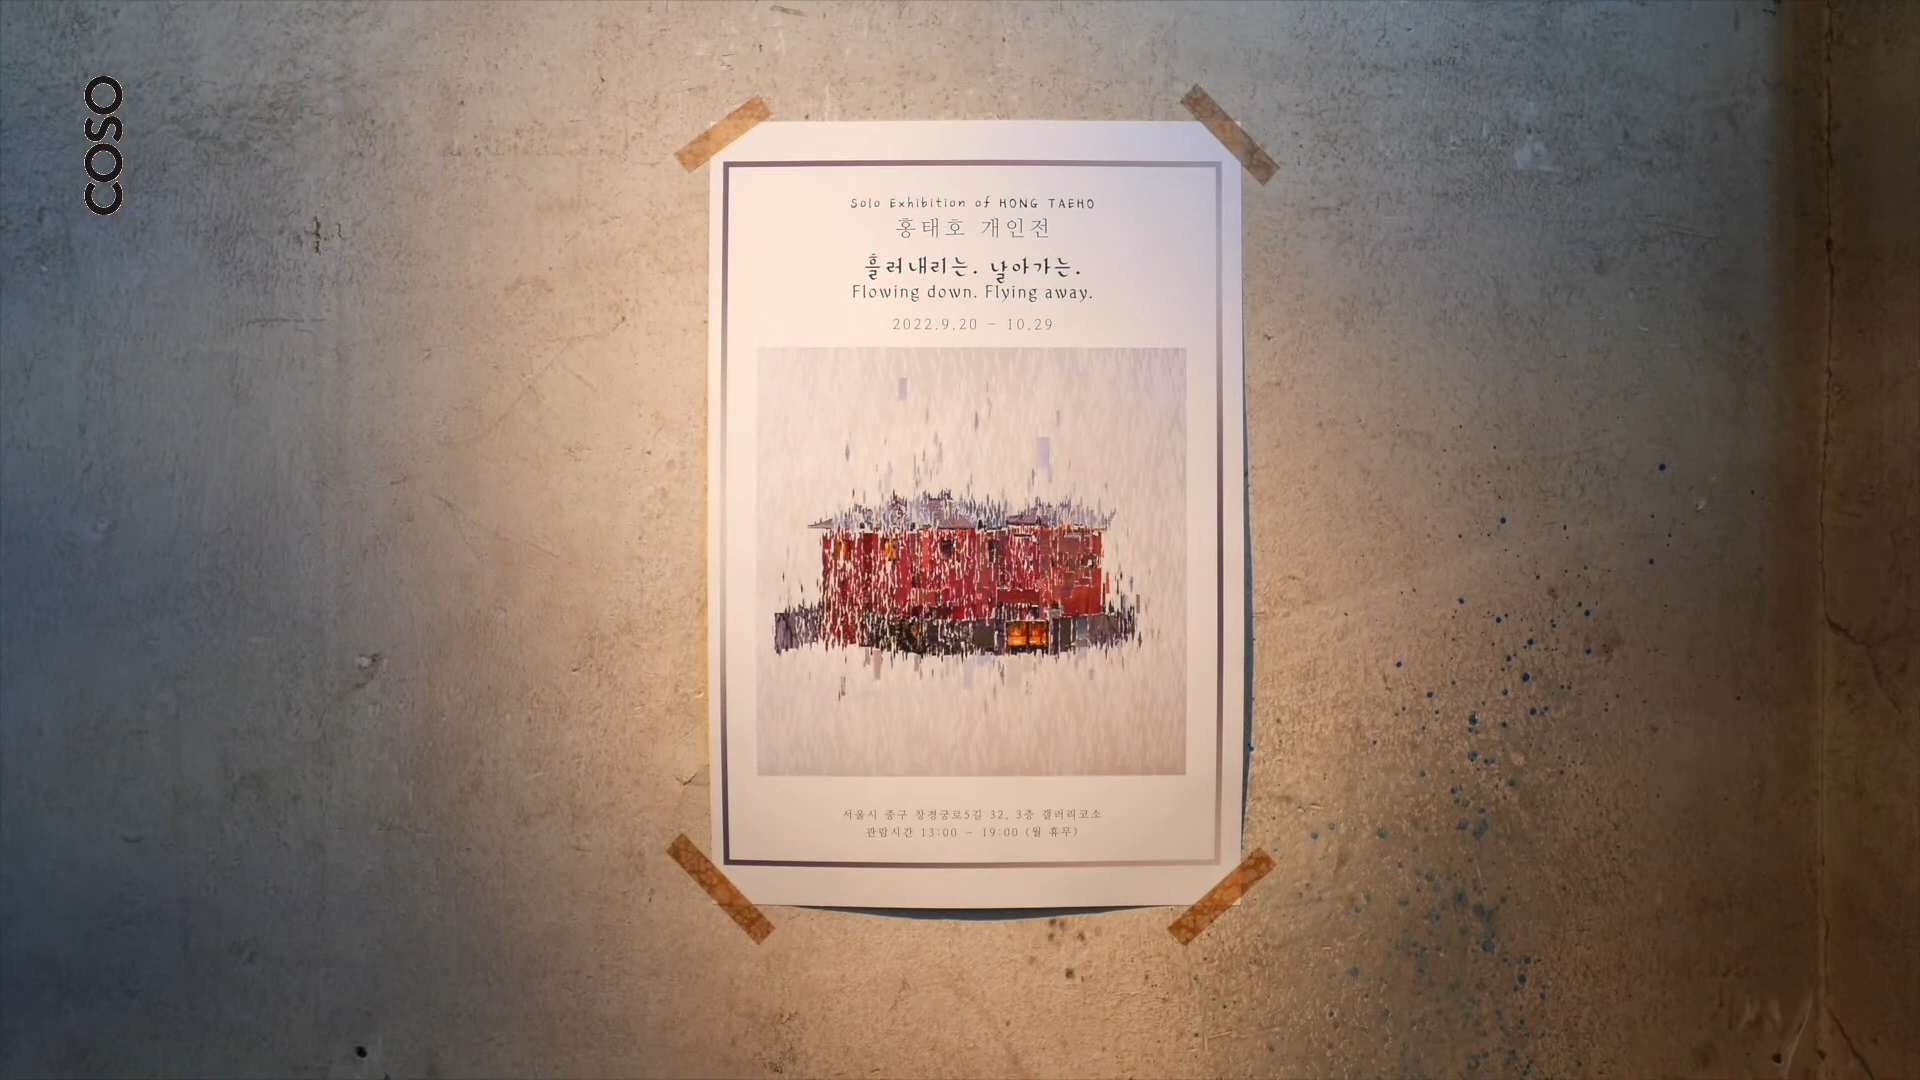 COSO
Solo Exhibition of HONG TAEHO
홍태호 개인전
흘러내리는. 날아가는.
Flowing down. Flying away.
2022.9.20 - 10.29
서울시 중구 창경궁로5길 32, 3층 갤러리코소
관람시간 13:00 - 19:00 (월 휴무)